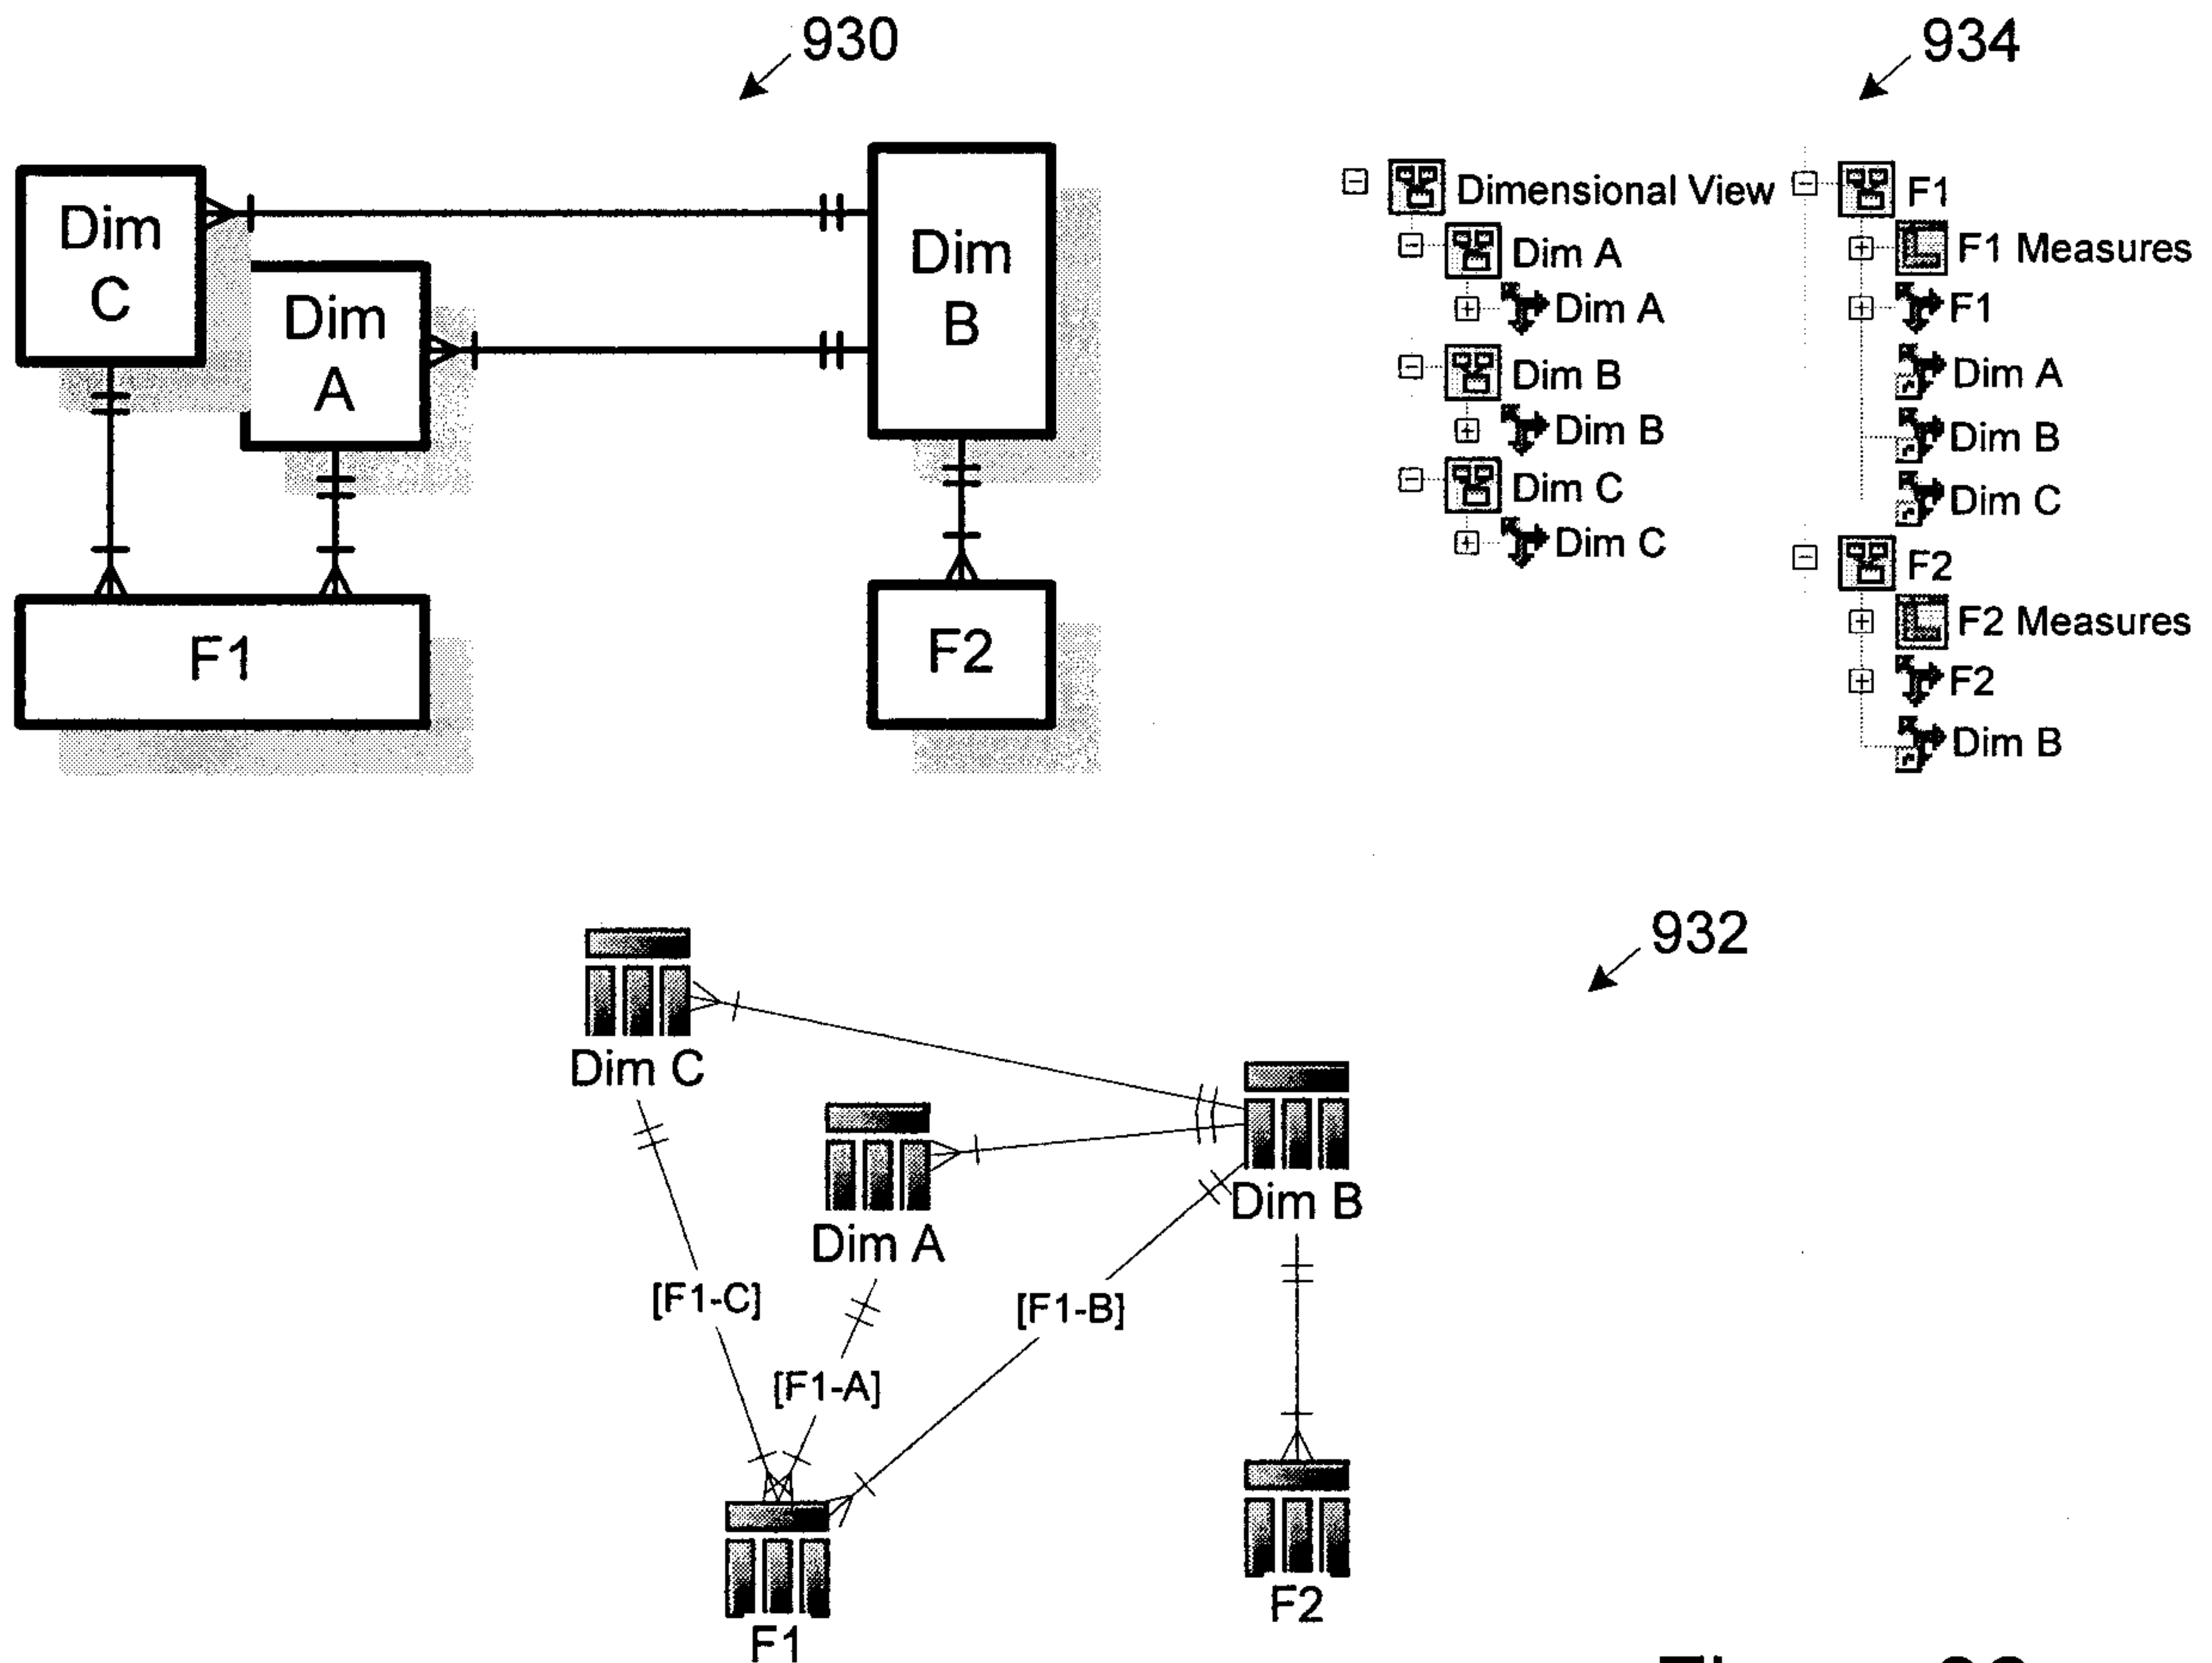 930
934
Dim
C
Dim
A
Dim
B
F1
F2
Dimensional View
Dim A
Dim A
Dim B
Dim B
Dim C
Dim C
F1
F1 Measures
F1
Dim A
Dim B
Dim C
F2
F2 Measures
F2
Dim B
932
Dim C
Dim A
Dim B
[F1-C]
[F1-A]
[F1-B]
F1
F2